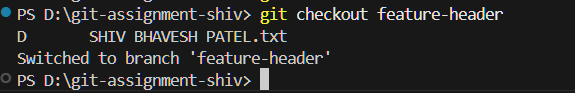 PS D:\git-assignment-shiv> git checkout feature-header
D       SHIV BHAVESH PATEL.txt
Switched to branch 'feature-header'
PS D:\git-assignment-shiv>